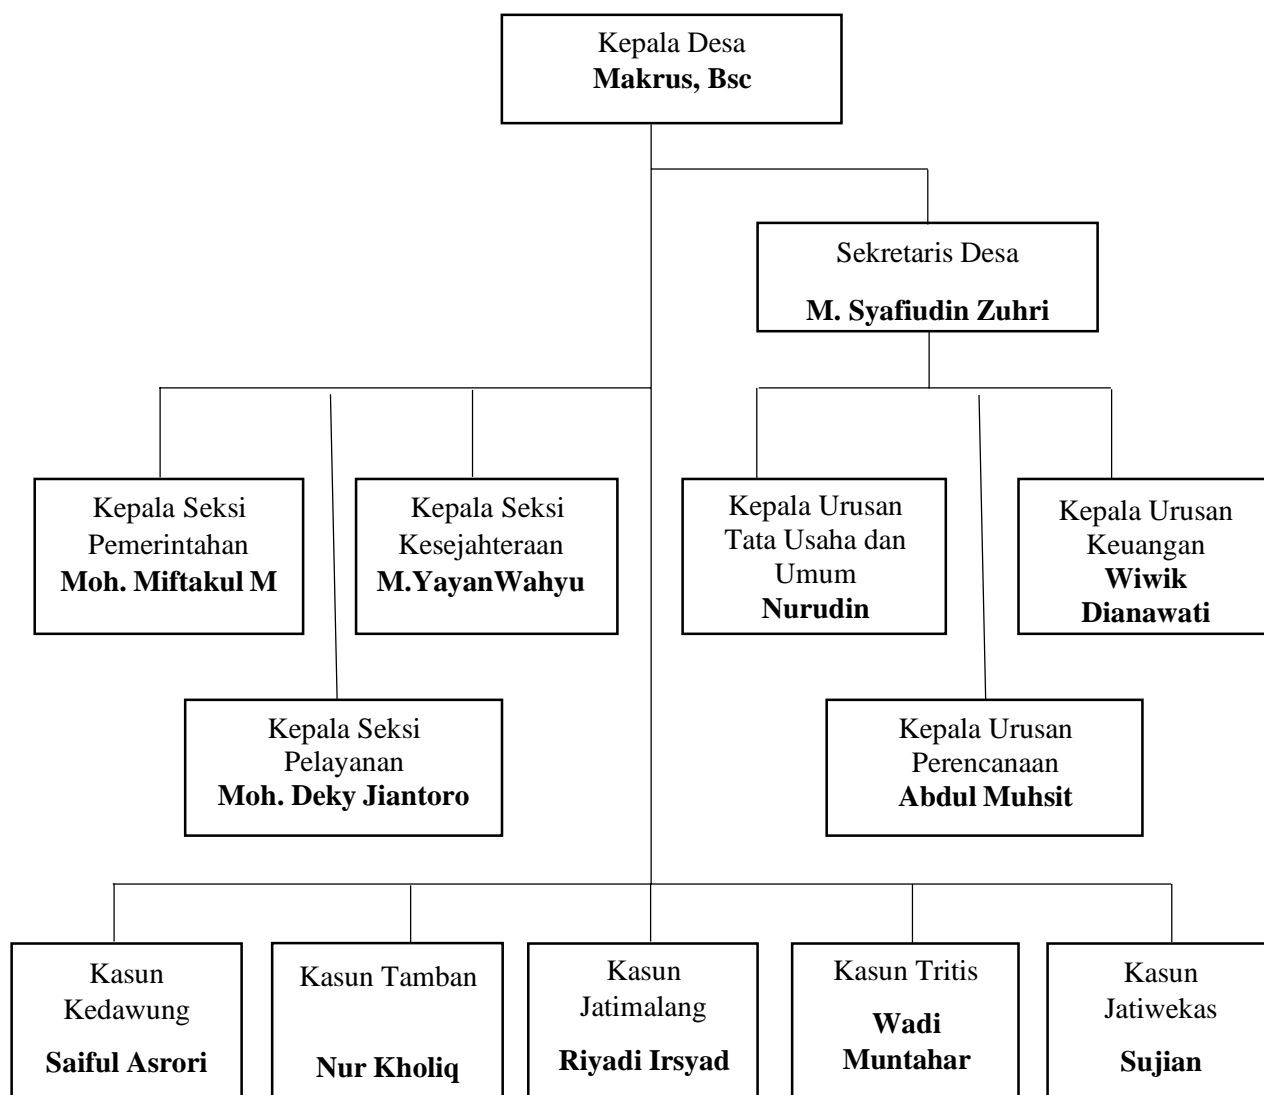 Kepala Desa
Makrus, Bsc
Sekretaris Desa
M. Syafiudin Zuhri
Kepala Seksi
Pemerintahan
Moh. Miftakul M
Kepala Seksi
Kesejahteraan
M.YayanWahyu
Kepala Urusan
Tata Usaha dan
Umum
Nurudin
Kepala Urusan
Keuangan
Wiwik
Dianawati
Kepala Seksi
Pelayanan
Moh. Deky Jiantoro
Kepala Urusan
Perencanaan
Abdul Muhsit
Kasun
Kedawung
Saiful Asrori
Kasun Tamban
Nur Kholiq
Kasun
Jatimalang
Riyadi Irsyad
Kasun Tritis
Wadi
Muntahar
Kasun
Jatiwekas
Sujian